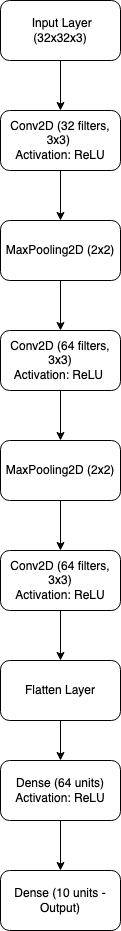 Input Layer
(32x32x3)
Conv2D (32 filters,
3x3)
Activation: ReLU
MaxPooling2D (2x2)
Conv2D (64 filters,
3x3)
Activation: ReLU
MaxPooling2D (2x2)
Conv2D (64 filters,
3x3)
Activation: ReLU
Flatten Layer
Dense (64 units)
Activation: ReLU
Dense (10 units -
Output)